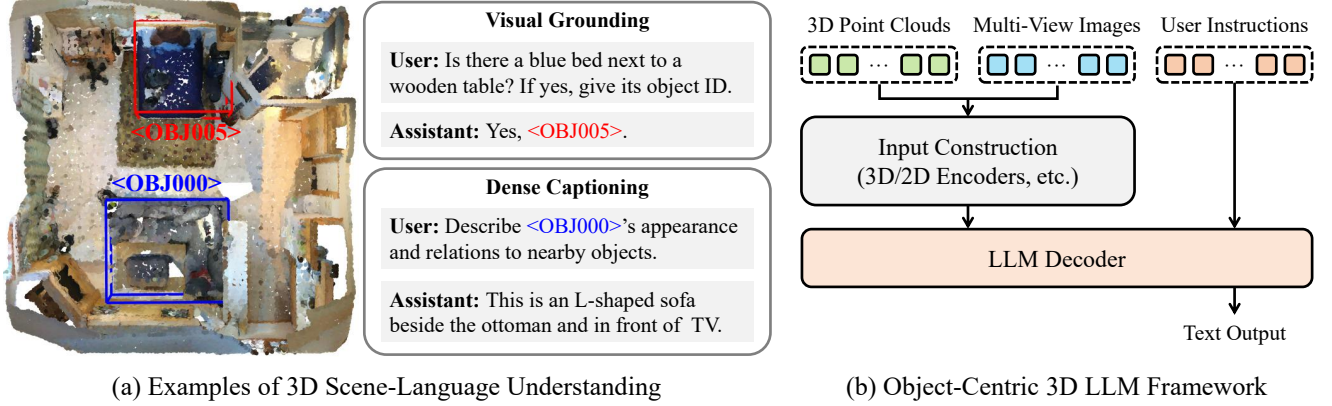 <OBJ005>
<OBJ000>
Visual Grounding
User: Is there a blue bed next to a
wooden table? If yes, give its object ID.
Assistant: Yes, <OBJ005>.
Dense Captioning
User: Describe <OBJ000>’s appearance
and relations to nearby objects.
Assistant: This is an L-shaped sofa
beside the ottoman and in front of TV.
(a) Examples of 3D Scene-Language Understanding
3D Point Clouds
Multi-View Images
User Instructions
...
...
...
Input Construction
(3D/2D Encoders, etc.)
LLM Decoder
Text Output
(b) Object-Centric 3D LLM Framework